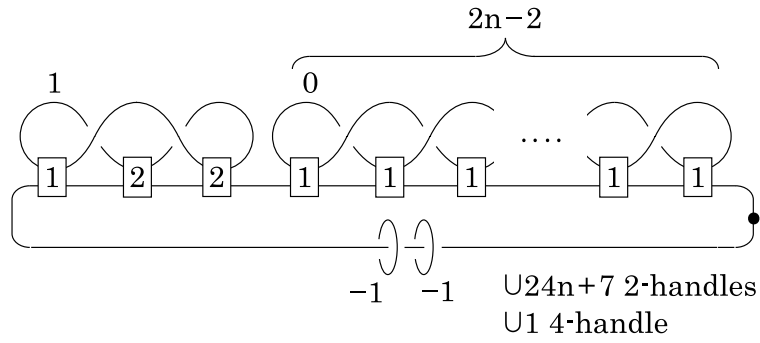 2n−2
1 0
1 2 2 1 1 1 1 1
−1 −1
∪24n+7 2-handles
∪1 4-handle